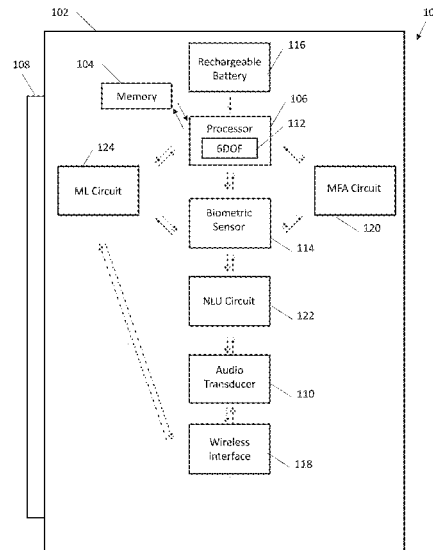 102
10
108
116
104
Rechargeable
Battery
Memory
106
Processor
112
6DOF
124
ML Circuit
MFA Circuit
Biometric
Sensor
120
114
NLU Circuit
122
Audio
Transducer
110
Wireless
Interface
118